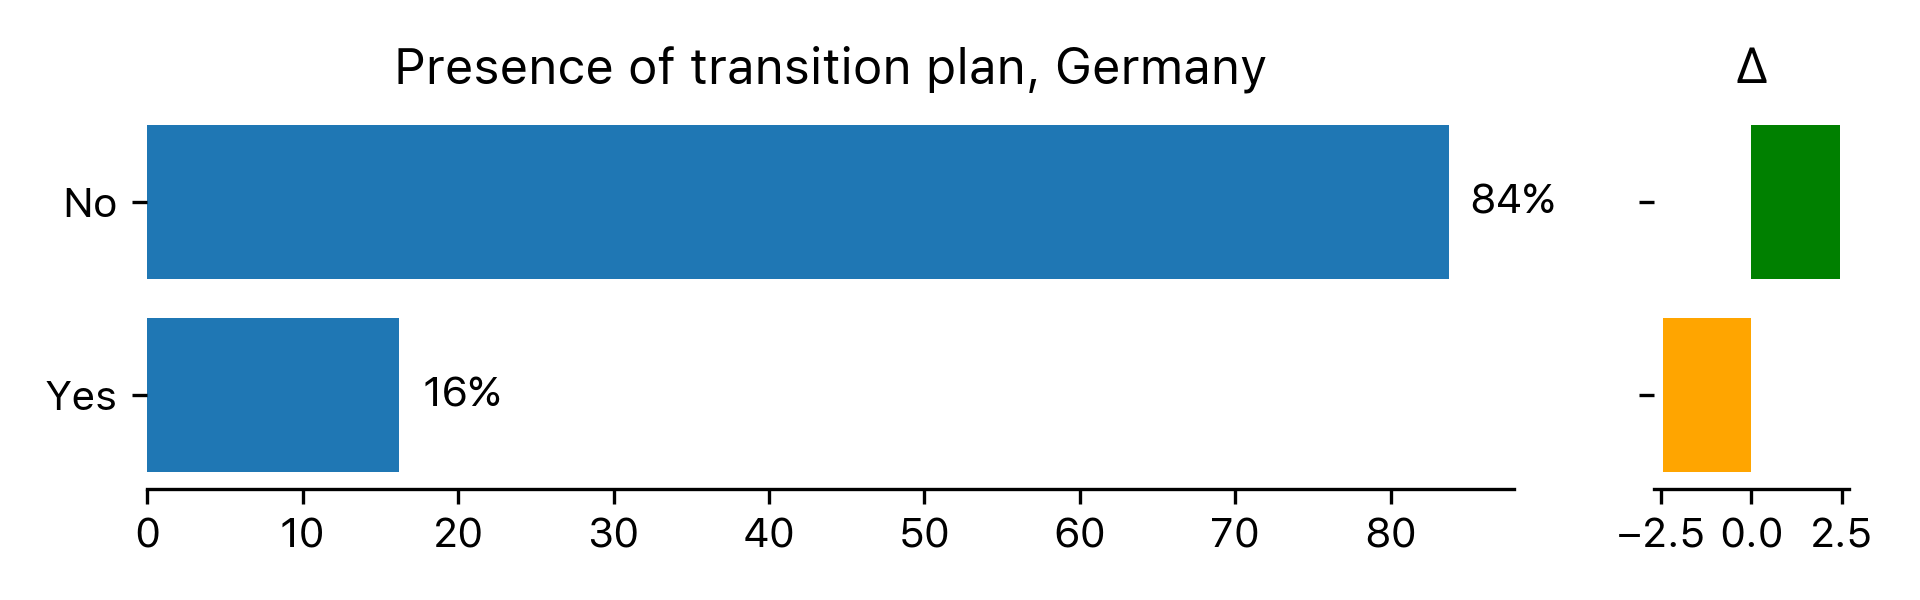 Presence of transition plan, Germany
Δ
No
84%
Yes
16%
0 10 20 30 40 50 60 70 80
−2.5 0.0 2.5